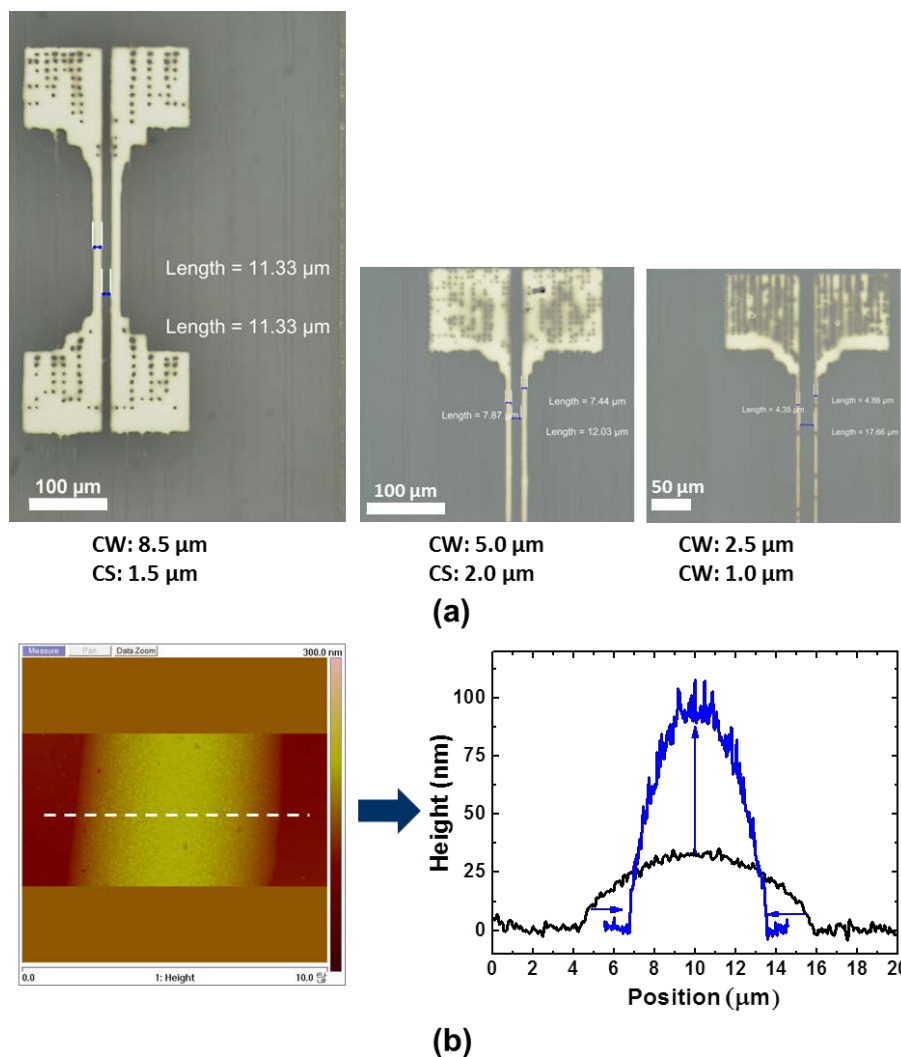 Length = 11.33 µm
Length = 11.33 µm
100 µm
Length = 7.44 µm
Length = 7.87 µm
Length = 12.03 µm
100 µm
Length = 4.86 µm
Length = 4.35 µm
Length = 17.66 µm
50 µm
CW: 8.5 µm
CS: 1.5 µm
CW: 5.0 µm
CS: 2.0 µm
CW: 2.5 µm
CW: 1.0 µm
(a)
Measure Pan Data Zoom 300.0 nm
0.0 1: Height 10.0
Height (nm)
100
75
50
25
0
0 2 4 6 8 10 12 14 16 18 20
Position (µm)
(b)